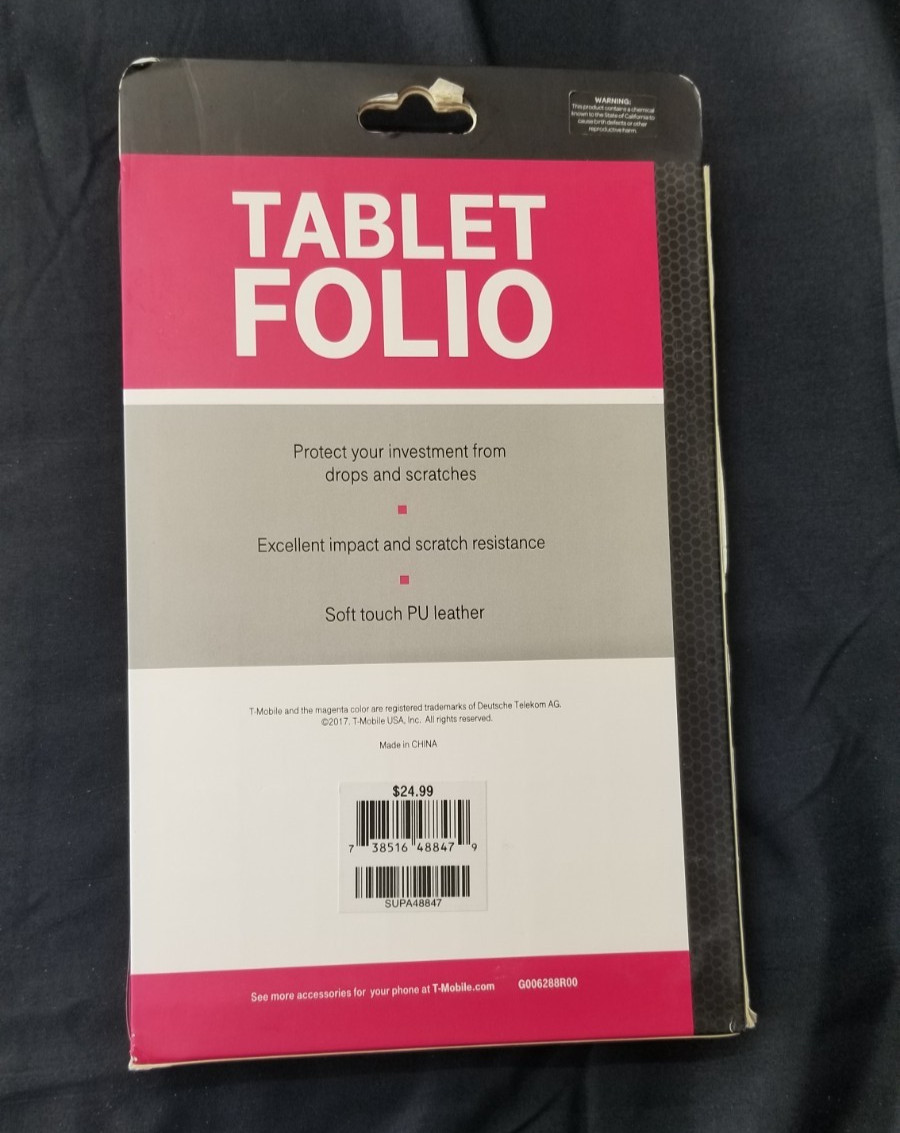 WARNING:
This product contains a chemical
known to the State of California to
cause birth defects or other
reproductive harm.
TABLET
FOLIO
Protect your investment from
drops and scratches
Excellent impact and scratch resistance
Soft touch PU leather
T-Mobile and the magenta color are registered trademarks of Deutsche Telekom AG.
©2017. T-Mobile USA, Inc. All rights reserved.
Made in CHINA
$24.99
7 38516 48847 9
SUPA48847
See more accessories for your phone at T-Mobile.com G006288R00